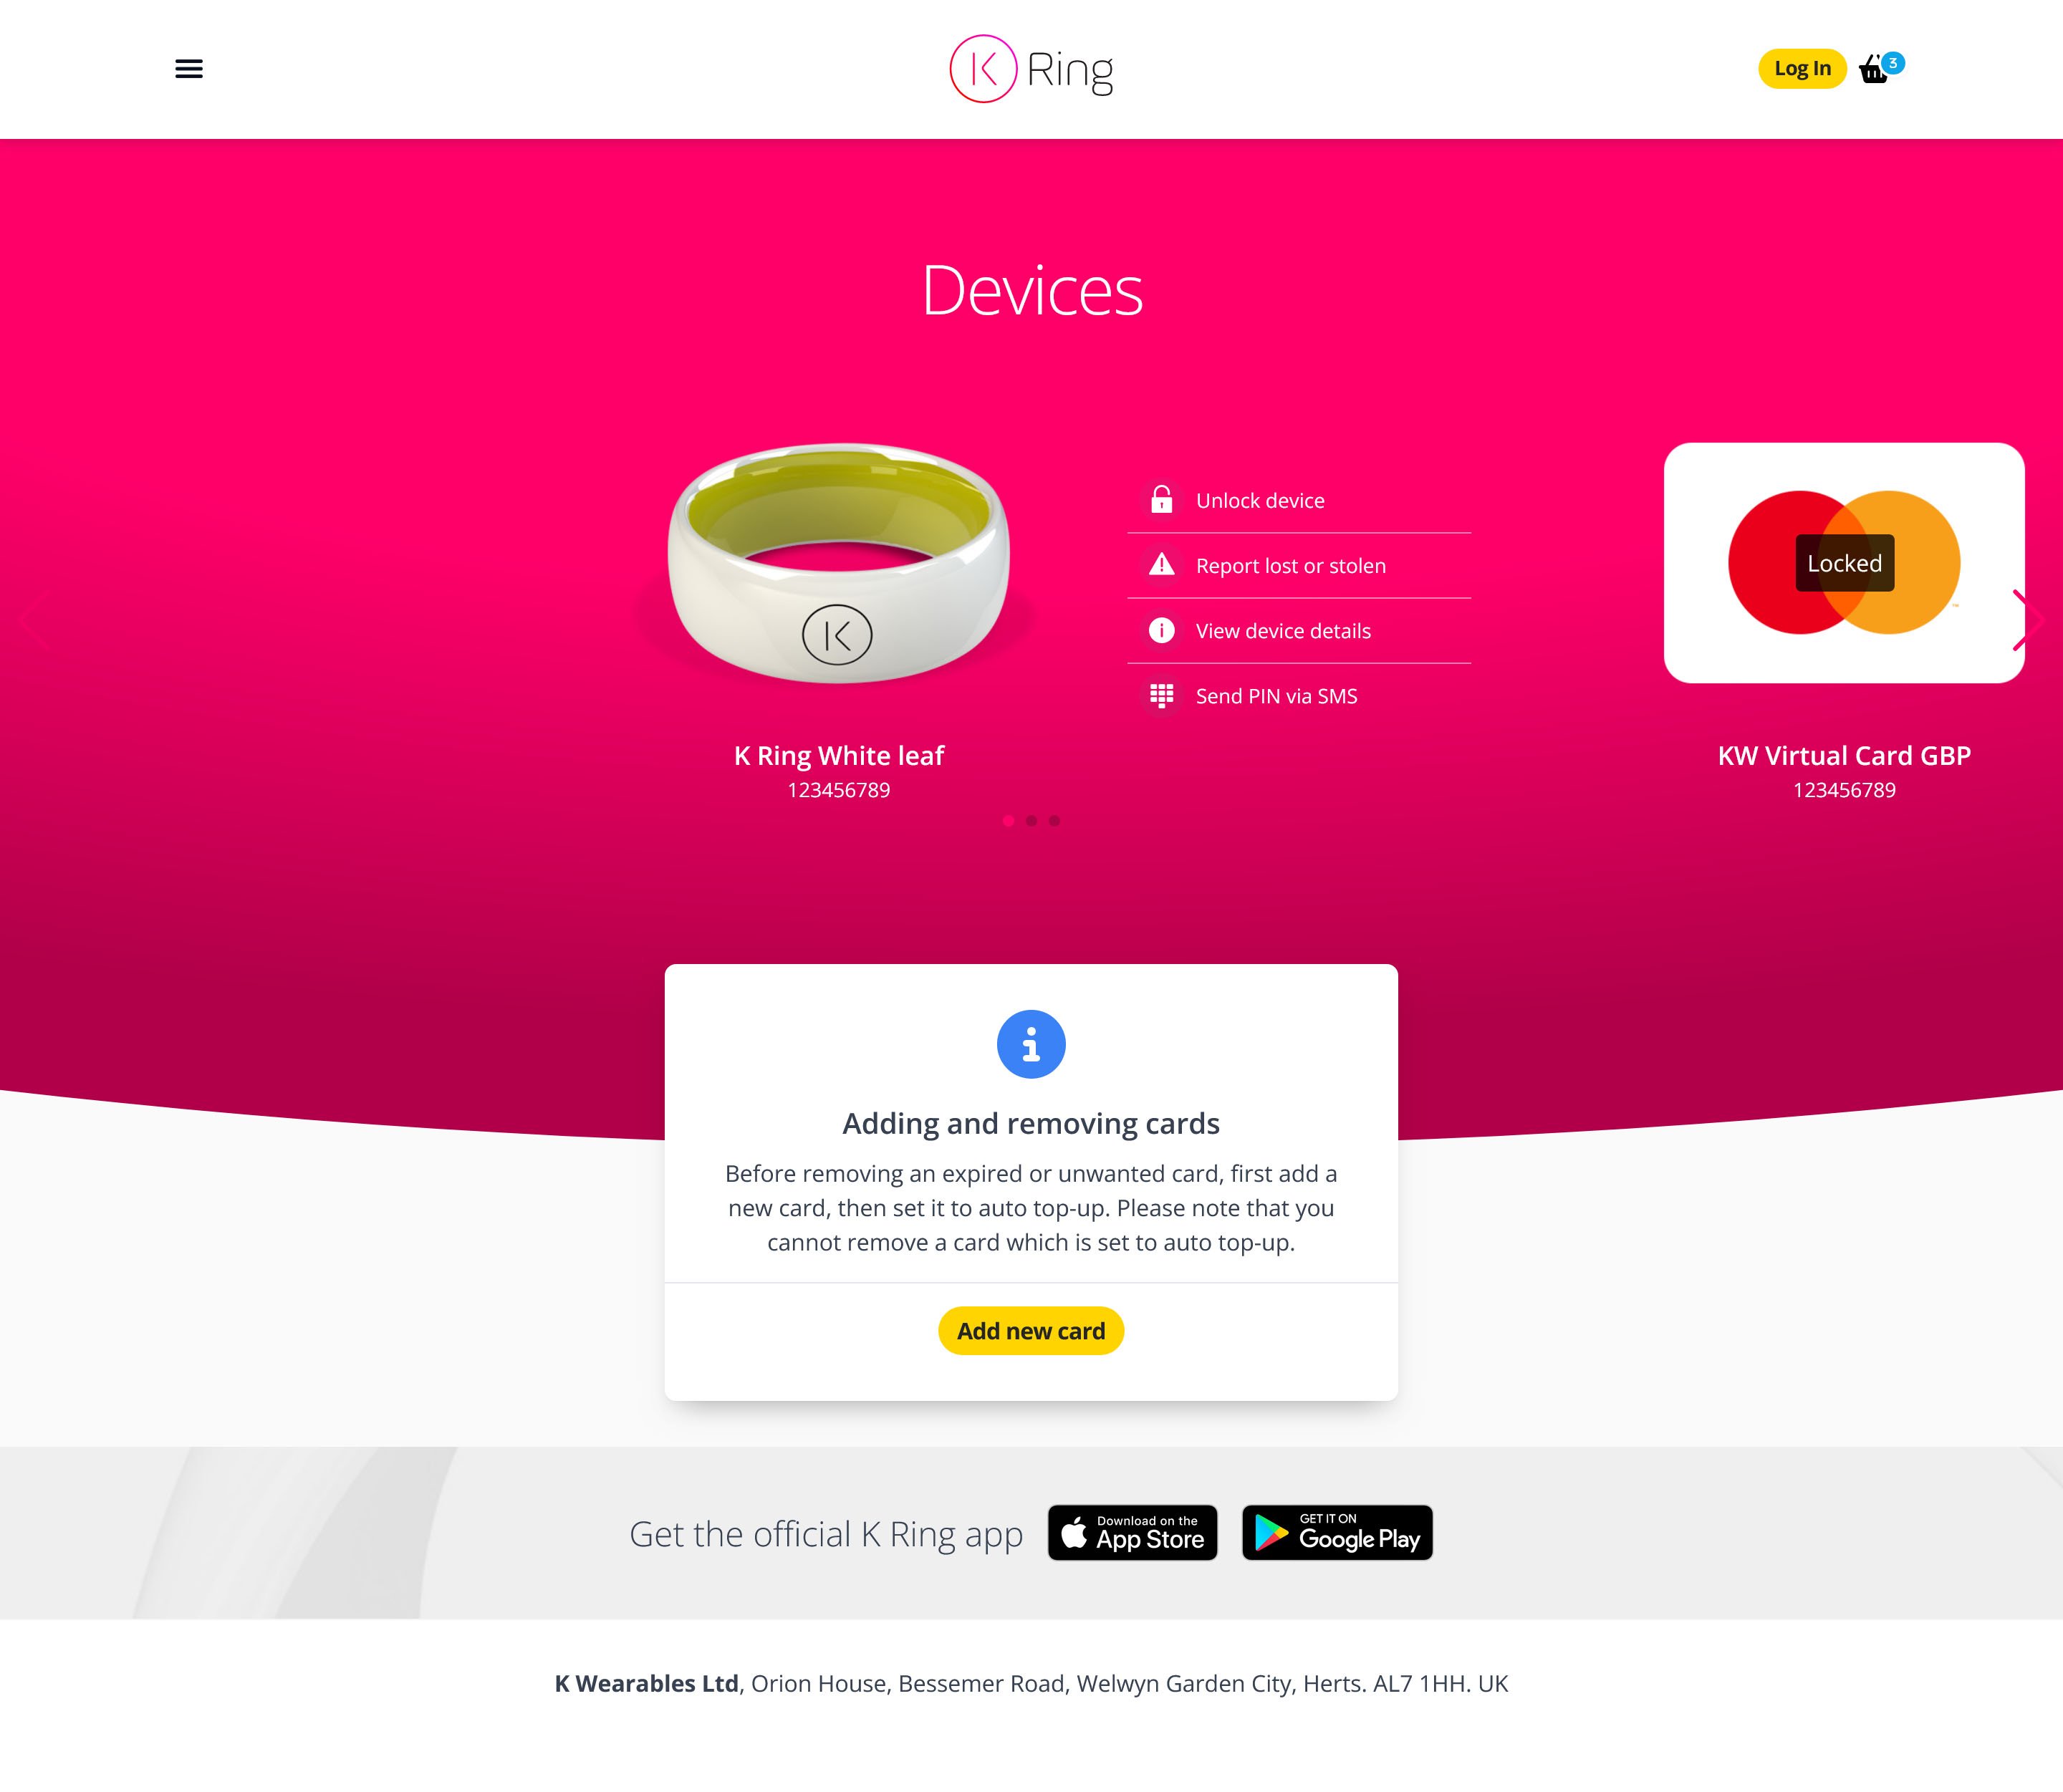 K Ring
Log In
3
Devices
Unlock device
Report lost or stolen
View device details
Send PIN via SMS
K
Locked
K Ring White leaf
123456789
KW Virtual Card GBP
123456789
Adding and removing cards
Before removing an expired or unwanted card, first add a
new card, then set it to auto top-up. Please note that you
cannot remove a card which is set to auto top-up.
Add new card
Get the official K Ring app
Download on the
App Store
GET IT ON
Google Play
K Wearables Ltd, Orion House, Bessemer Road, Welwyn Garden City, Herts. AL7 1HH. UK